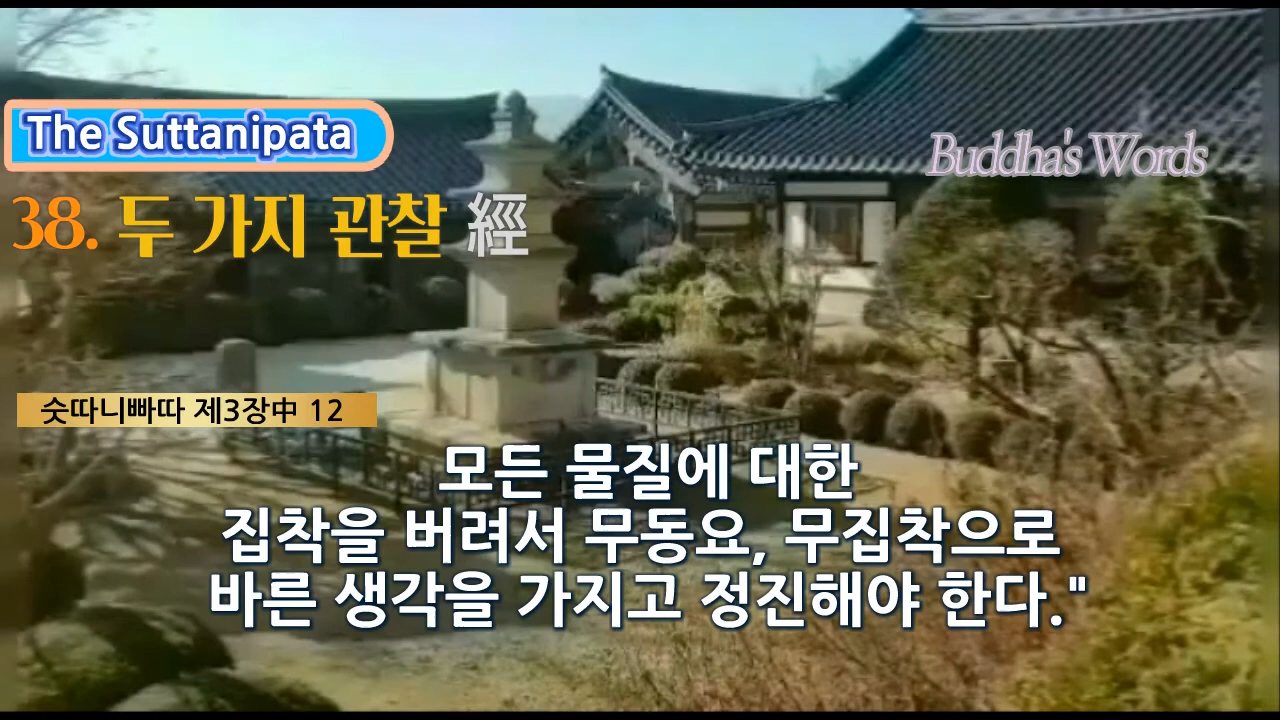 The Suttanipata
Buddha's Words
38. 두 가지 관찰 經
숫따니빠따 제3장中 12
모든 물질에 대한
집착을 버려서 무동요, 무집착으로
바른 생각을 가지고 정진해야 한다."